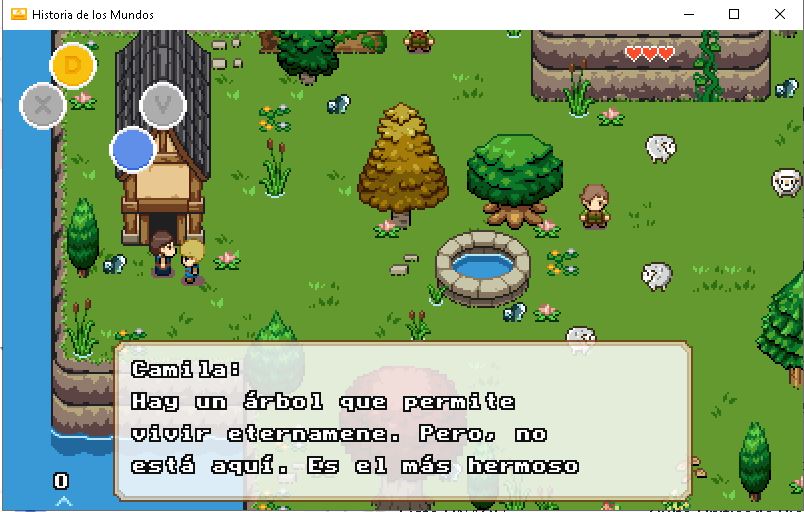 Historia de los Mundos
D
X
V
Camila:
Hay un árbol que permite
vivir eternamene. Pero, no
está aquí. Es el más hermoso
0